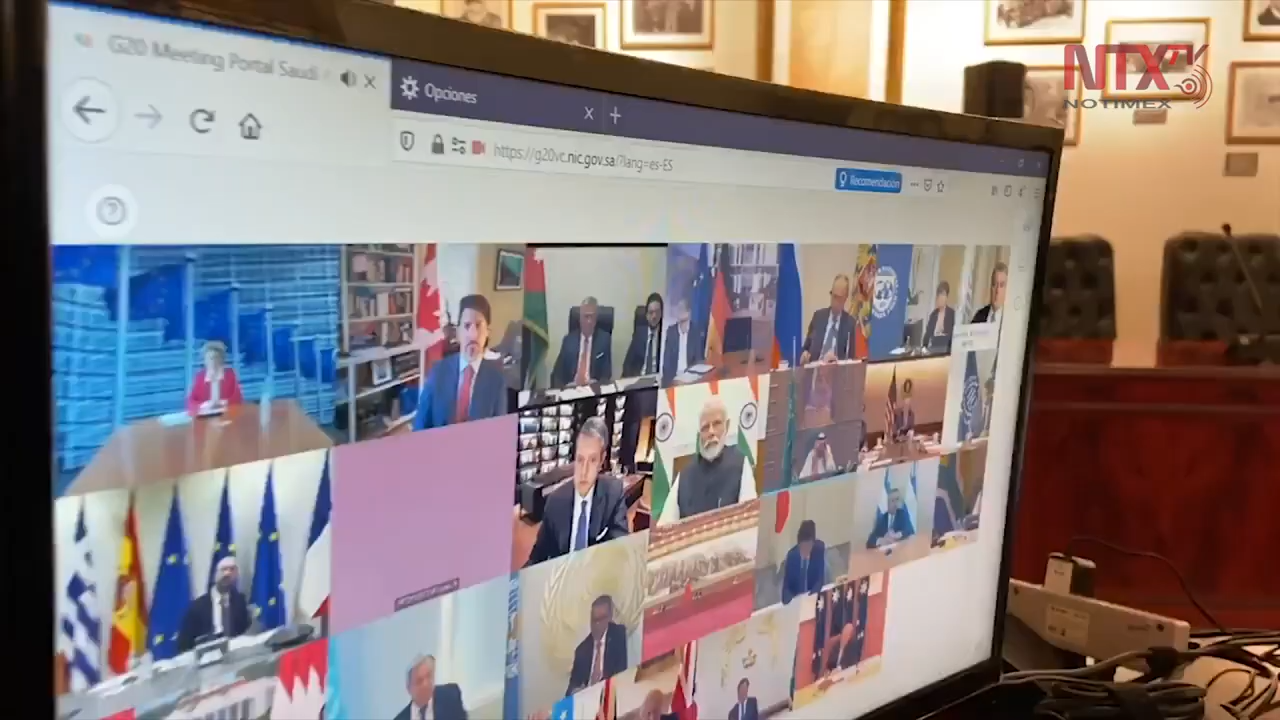 G20 Meeting Portal Saudi
Opciones
https://g20vc.nic.gov.sa/?lang=es-ES
Recomendación
NTX
NOTIMEX